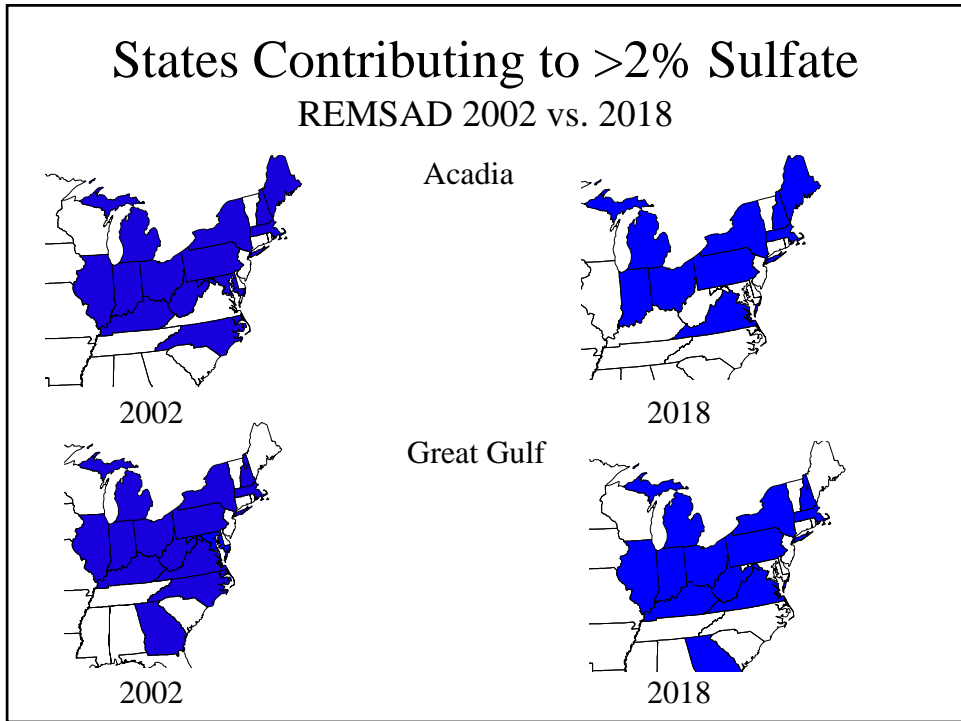 States Contributing to >2% Sulfate
REMSAD 2002 vs. 2018
Acadia
2002
2018
Great Gulf
2002
2018